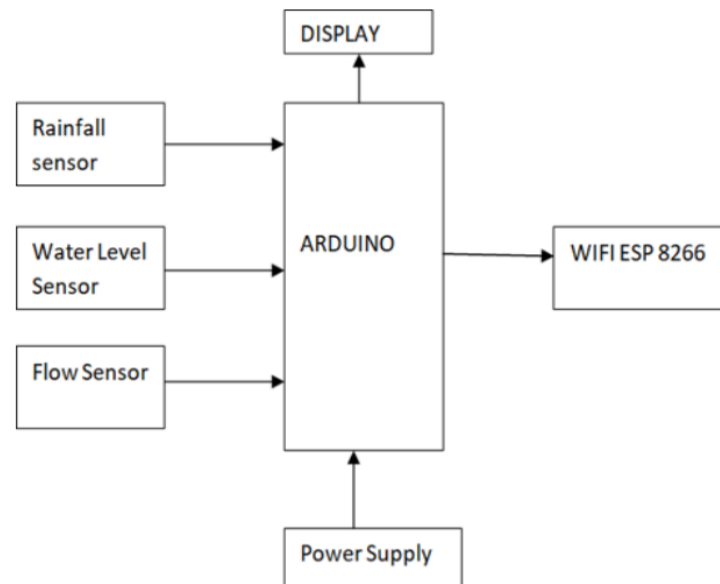 DISPLAY
Rainfall
sensor
Water Level
Sensor
ARDUINO
WIFI ESP 8266
Flow Sensor
Power Supply